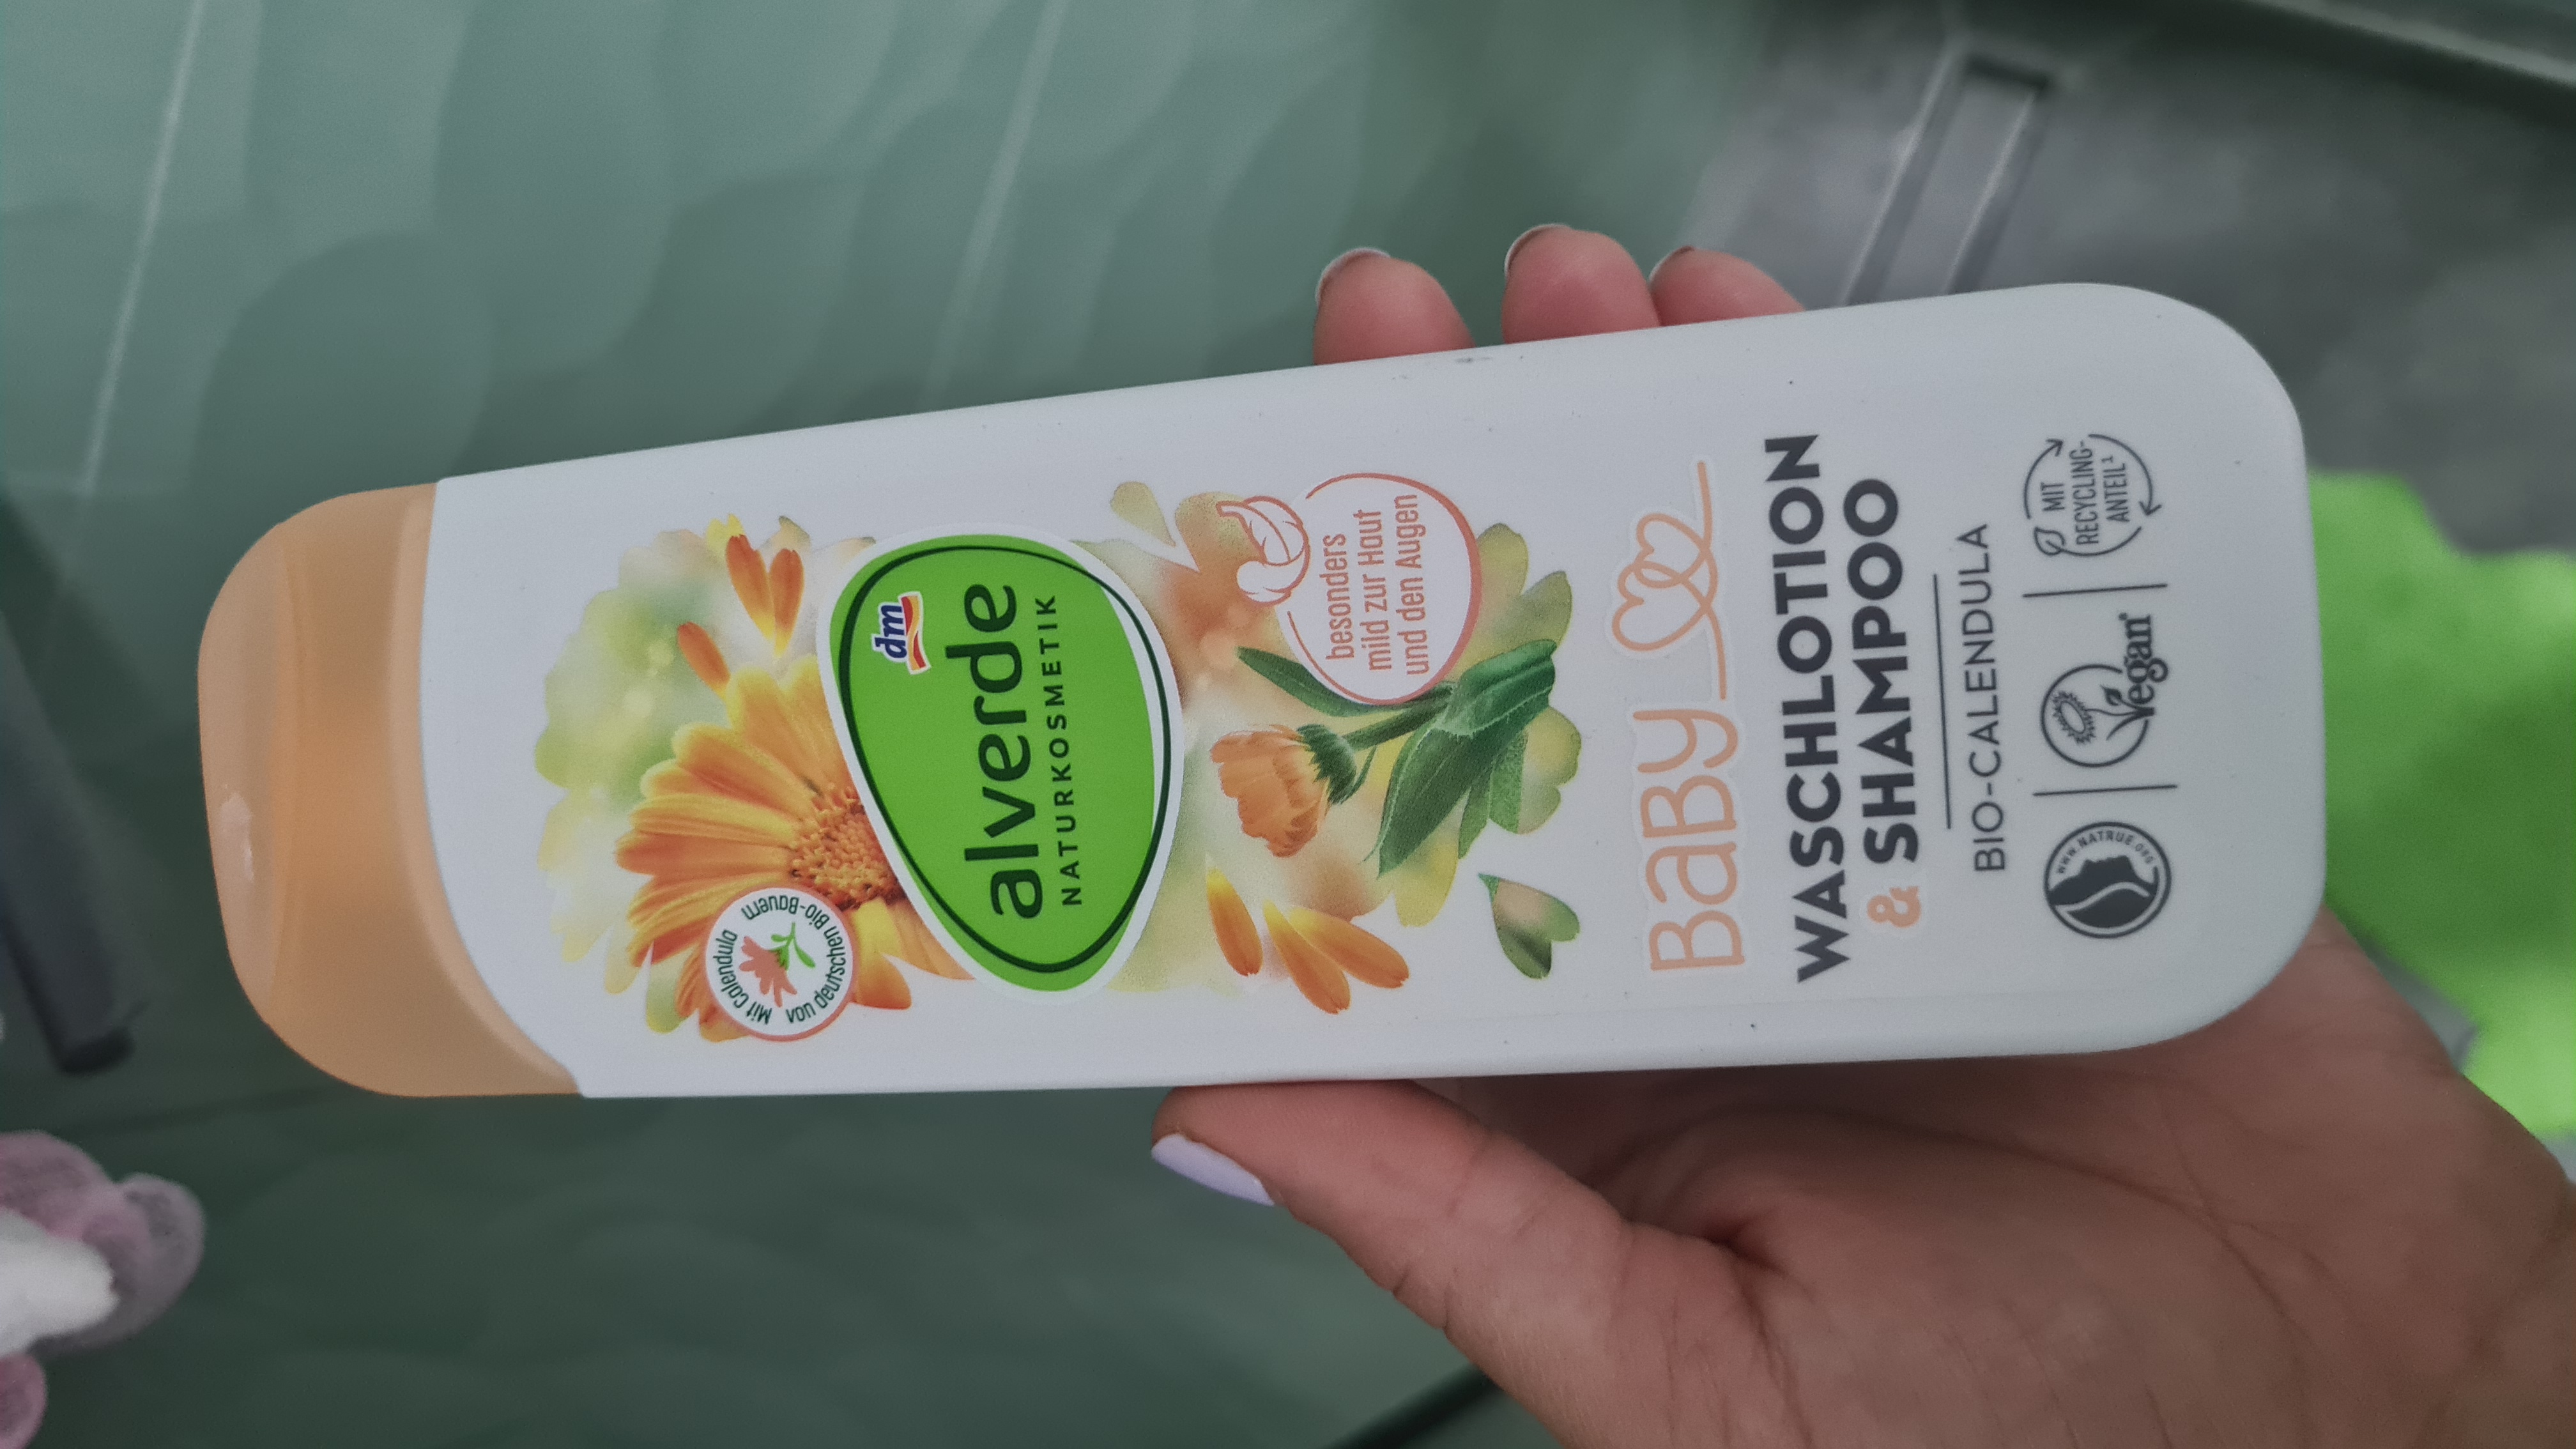 Mit Calendula
von deutschen Bio-Bauern
dm
alverde
NATURKOSMETIK
besonders
mild zur Haut
und den Augen
BaBy
WASCHLOTION
& SHAMPOO
BIO-CALENDULA
WWW.NATRUE.ORG
Vegan
MIT
RECYCLING-
ANTEIL¹